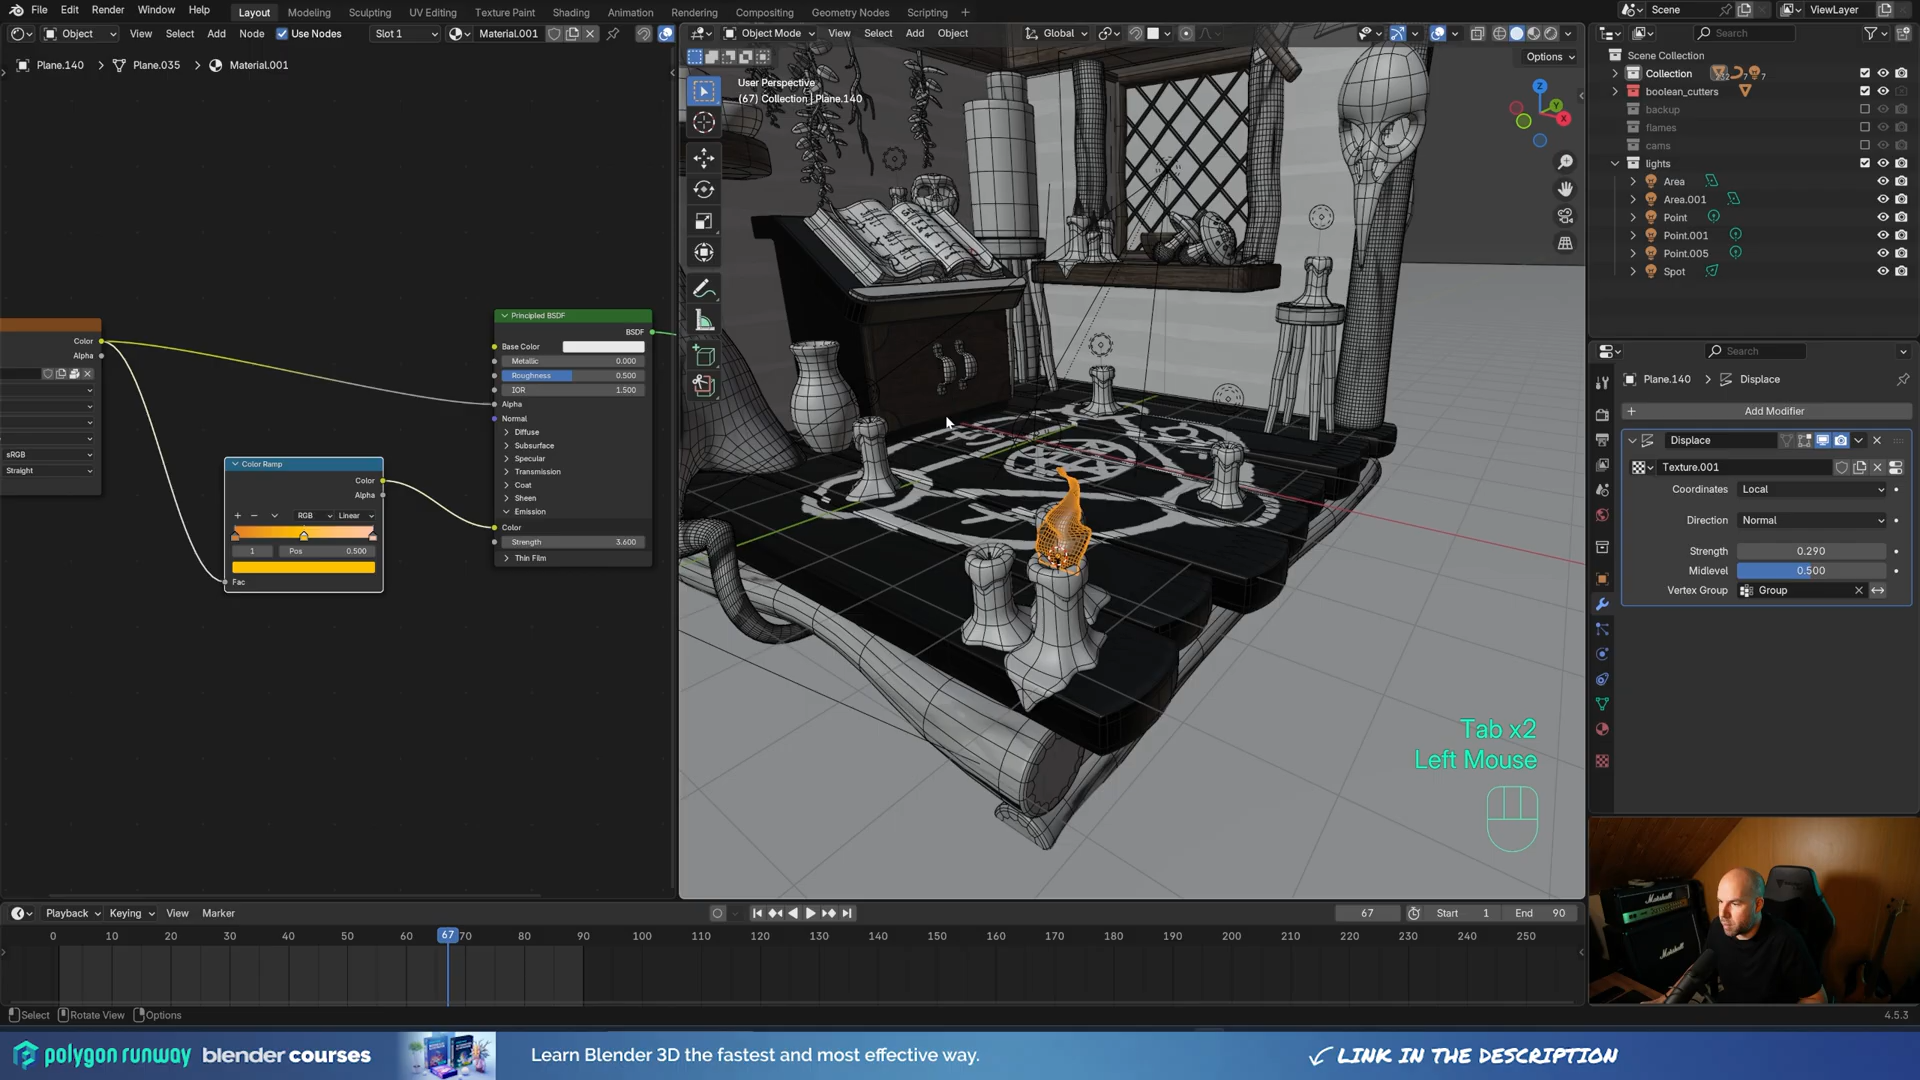 File Edit Render Window Help Layout Modeling Sculpting UV Editing Texture Paint Shading Animation Rendering Compositing Geometry Nodes Scripting + Scene ViewLayer
Object View Select Add Node Use Nodes Slot 1 Material.001
Object Mode View Select Add Object Global
Search
Options
Plane.140 > Plane.035 > Material.001
User Perspective
(67) Collection | Plane.140
Z
Y
X
Scene Collection
Collection
boolean_cutters
backup
flames
cams
lights
Area
Area.001
Point
Point.001
Point.005
Spot
Color
Alpha
sRGB
Straight
Color Ramp
Color
Alpha
RGB Linear
1 Pos 0.500
Fac
Principled BSDF
BSDF
Base Color
Metallic 0.000
Roughness 0.500
IOR 1.500
Alpha
Normal
Diffuse
Subsurface
Specular
Transmission
Coat
Sheen
Emission
Color
Strength 3.600
Thin Film
Search
Plane.140 > Displace
Add Modifier
Displace
Texture.001
Coordinates Local
Direction Normal
Strength 0.290
Midlevel 0.500
Vertex Group Group
Tab x2
Left Mouse
Marshall
Marshall
Playback Keying View Marker
67 Start 1 End 90
0 10 20 30 40 50 60 67 70 80 90 100 110 120 130 140 150 160 170 180 190 200 210 220 230 240 250
Select Rotate View Options
4.5.3
polygon runway blender courses Learn Blender 3D the fastest and most effective way. LINK IN THE DESCRIPTION